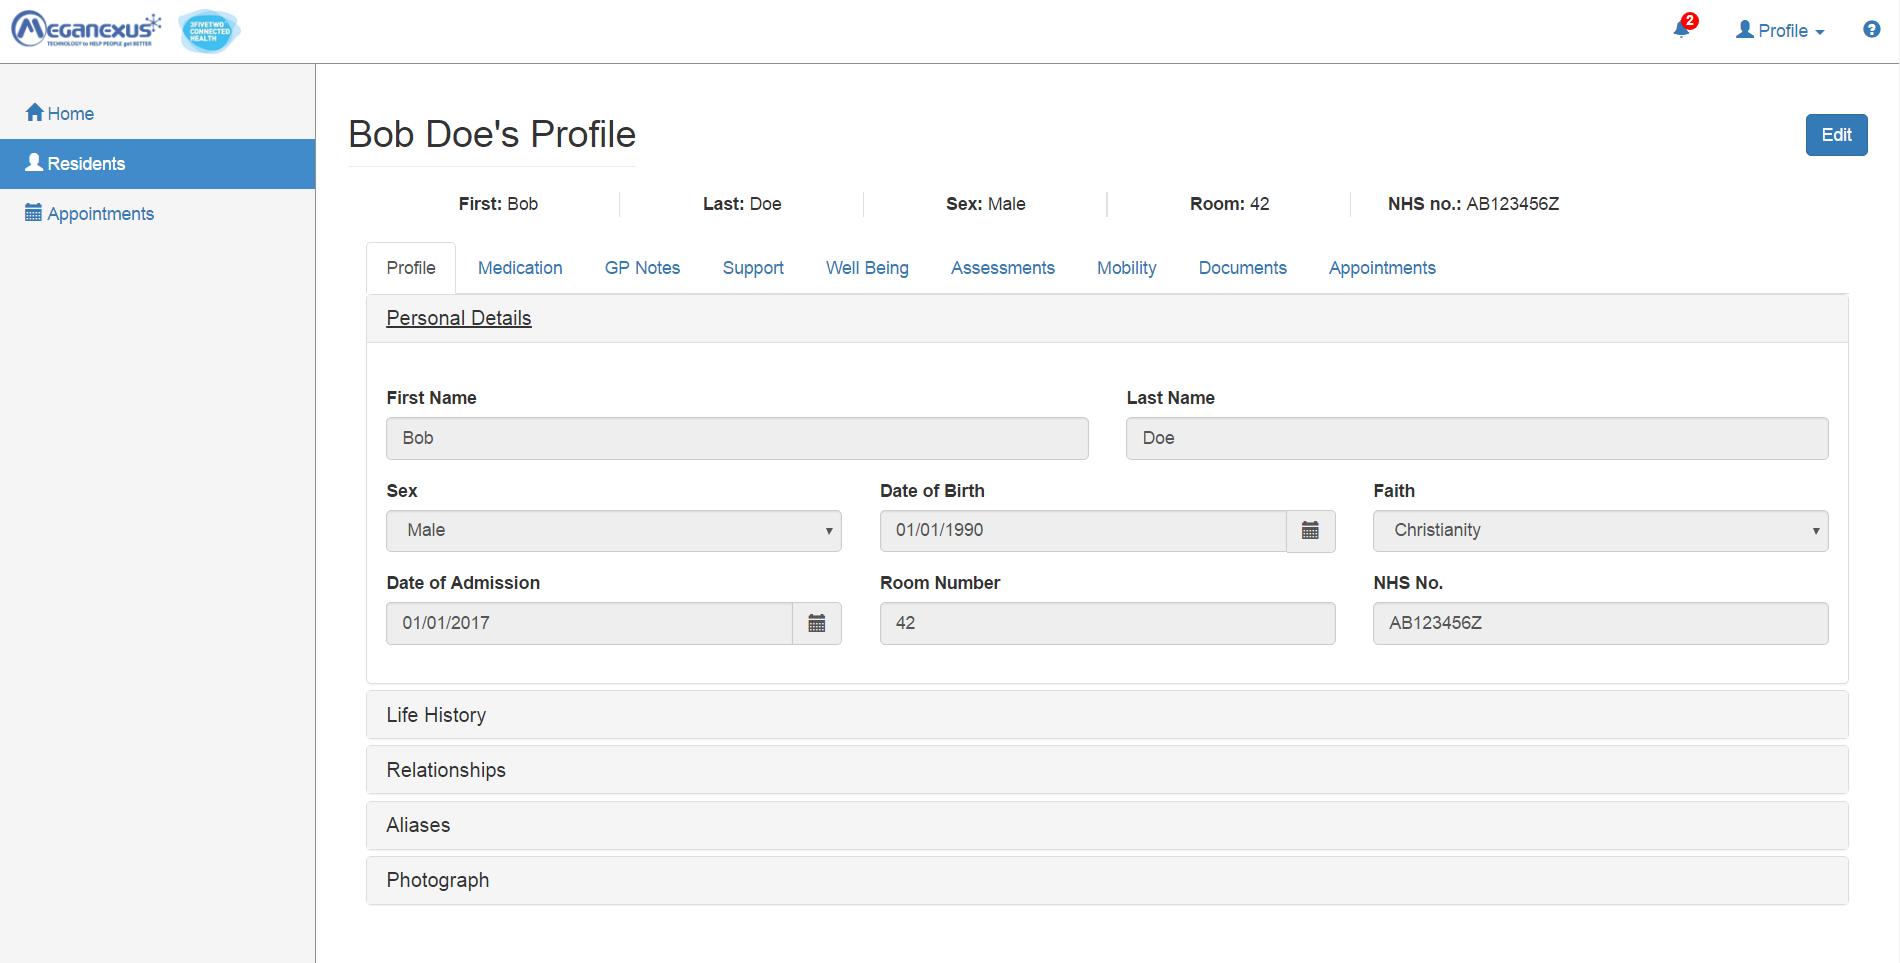 MEGANEXUS
TECHNOLOGY to HELP PEOPLE get BETTER
3FIVETWO
CONNECTED
HEALTH
2
Profile
?
Home
Residents
Appointments
Bob Doe's Profile
Edit
First: Bob
Last: Doe
Sex: Male
Room: 42
NHS no.: AB123456Z
Profile
Medication
GP Notes
Support
Well Being
Assessments
Mobility
Documents
Appointments
Personal Details
First Name
Last Name
Bob
Doe
Sex
Date of Birth
Faith
Male
01/01/1990
Christianity
Date of Admission
Room Number
NHS No.
01/01/2017
42
AB123456Z
Life History
Relationships
Aliases
Photograph